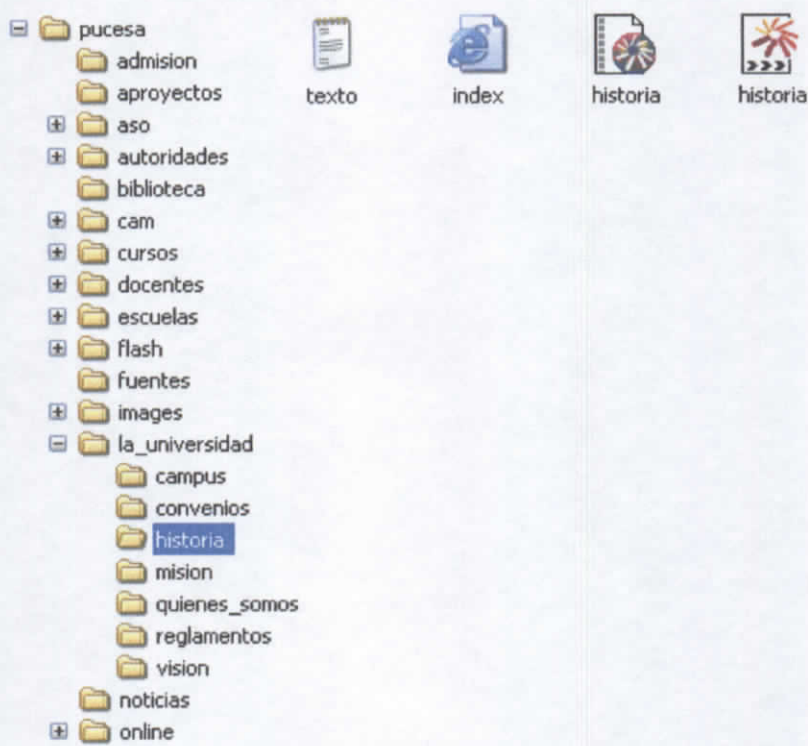 pucesa
admision
aproyectos
aso
autoridades
biblioteca
cam
cursos
docentes
escuelas
flash
fuentes
images
la_universidad
campus
convenios
historia
mision
quienes_somos
reglamentos
vision
noticias
online
texto
index
historia
historia